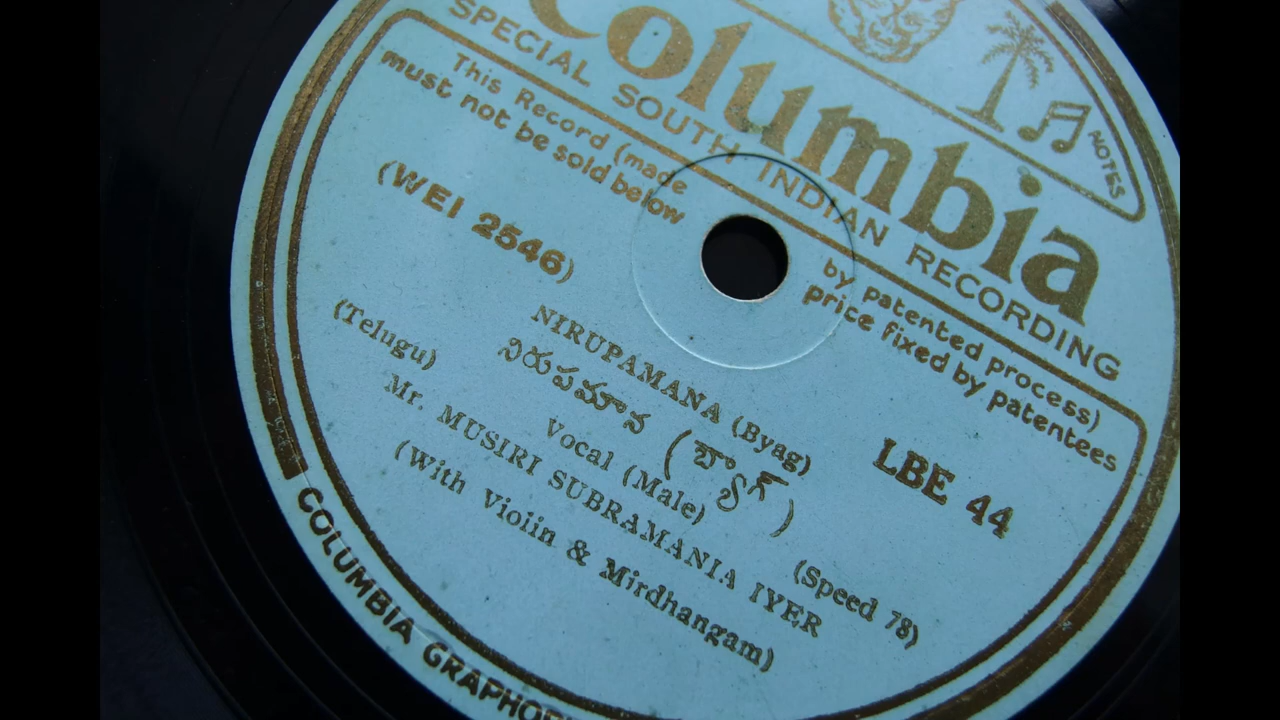 Columbia
NOTES
SPECIAL SOUTH INDIAN RECORDING
This Record (made by patented process)
must not be sold below price fixed by patentees
(WEI 2546)
LBE 44
NIRUPAMANA (Byag)
(Telugu)
నిరుపమాన (బ్యాగ్)
Vocal (Male)
(Speed 78)
Mr. MUSIRI SUBRAMANIA IYER
(With Vioiin & Mirdhangam)
COLUMBIA